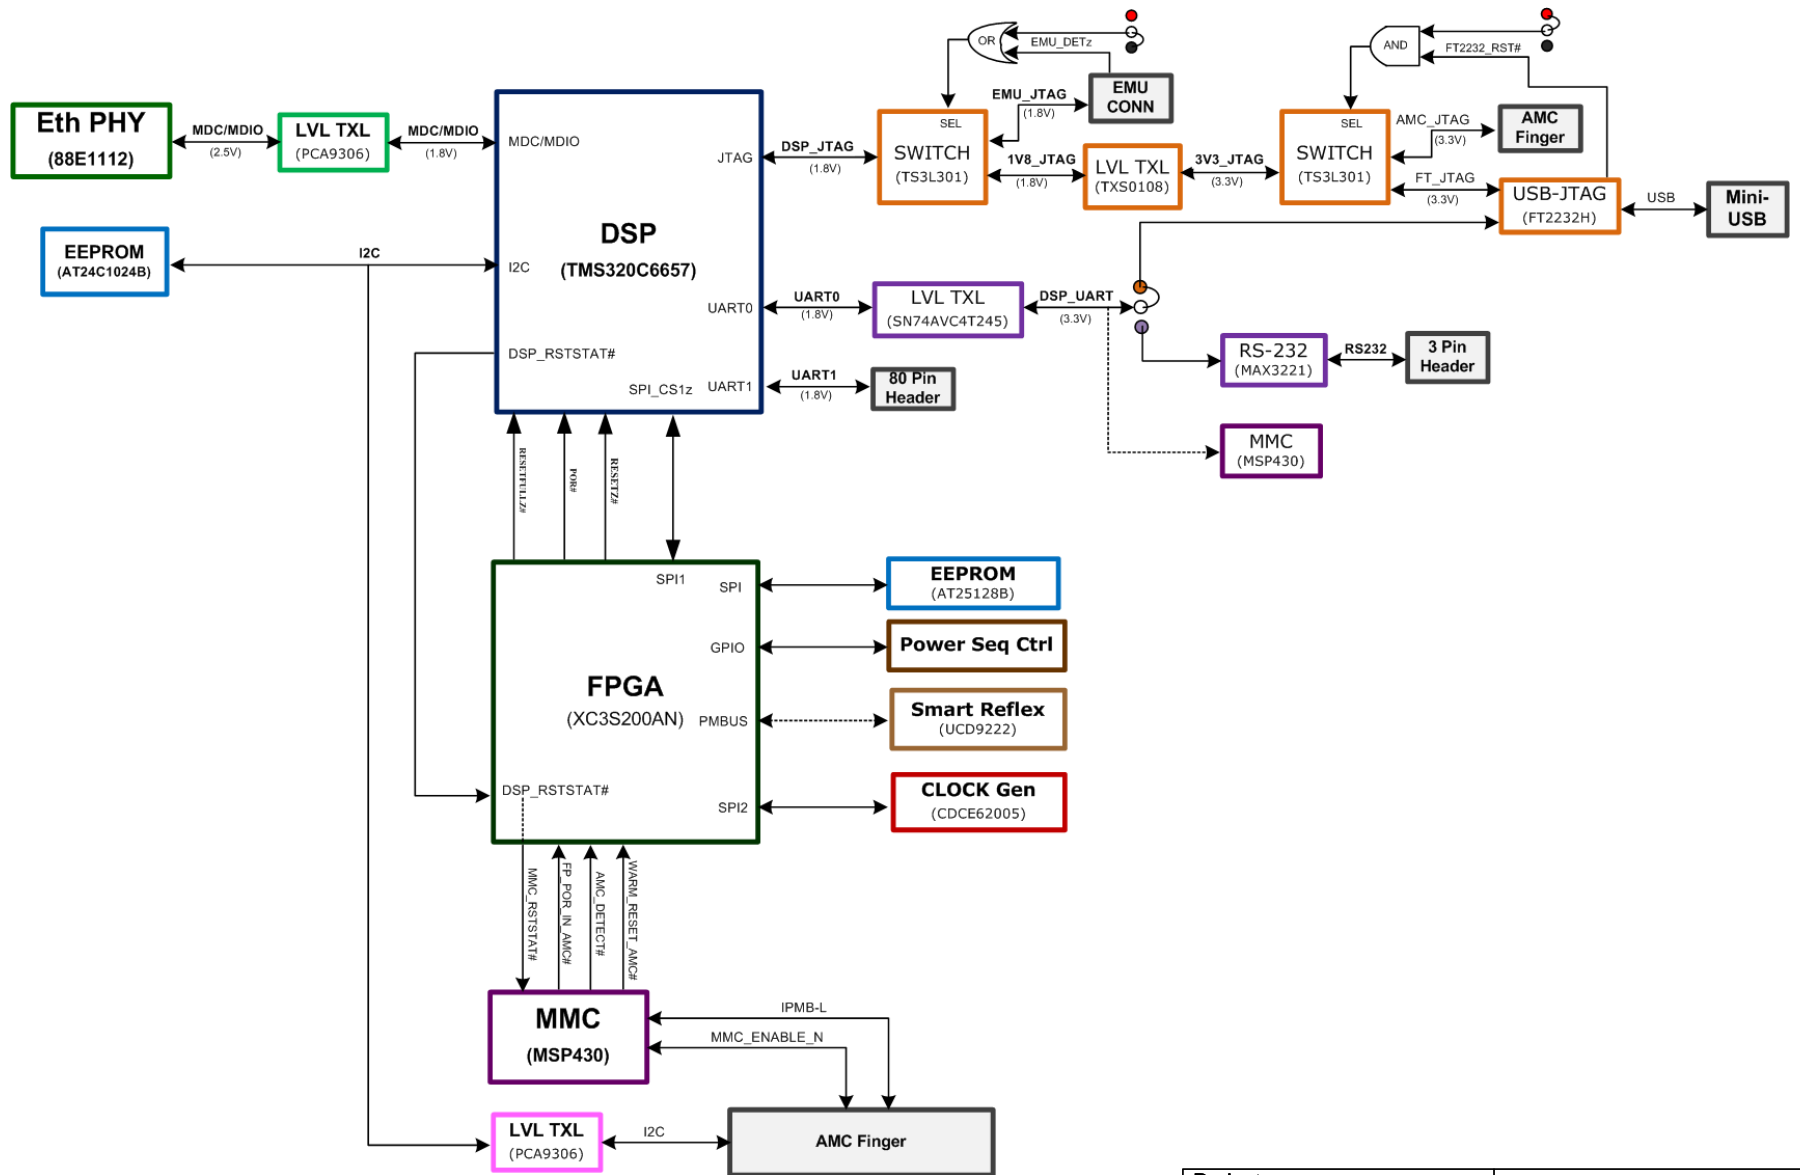 OR
EMU_DETz
AND
FT2232_RST#
EMU
CONN
EMU_JTAG
(1.8V)
AMC_JTAG
(3.3V)
AMC
Finger
Eth PHY
(88E1112)
MDC/MDIO
(2.5V)
LVL TXL
(PCA9306)
MDC/MDIO
(1.8V)
MDC/MDIO
JTAG
DSP_JTAG
(1.8V)
SEL
SWITCH
(TS3L301)
1V8_JTAG
(1.8V)
LVL TXL
(TXS0108)
3V3_JTAG
(3.3V)
SEL
SWITCH
(TS3L301)
FT_JTAG
(3.3V)
USB-JTAG
(FT2232H)
USB
Mini-
USB
DSP
(TMS320C6657)
EEPROM
(AT24C1024B)
I2C
I2C
UART0
UART0
(1.8V)
LVL TXL
(SN74AVC4T245)
DSP_UART
(3.3V)
RS-232
(MAX3221)
RS232
3 Pin
Header
DSP_RSTSTAT#
SPI_CS1z
UART1
UART1
(1.8V)
80 Pin
Header
MMC
(MSP430)
RESETFULLZ#
POR#
RESETZ#
SPI1
SPI
EEPROM
(AT25128B)
GPIO
Power Seq Ctrl
FPGA
(XC3S200AN)
PMBUS
Smart Reflex
(UCD9222)
DSP_RSTSTAT#
SPI2
CLOCK Gen
(CDCE62005)
MMC_RSTSTAT#
FP_POR_IN_AMC#
AMC_DETECT#
WARM_RESET_AMC#
MMC
(MSP430)
IPMB-L
MMC_ENABLE_N
LVL TXL
(PCA9306)
I2C
AMC Finger